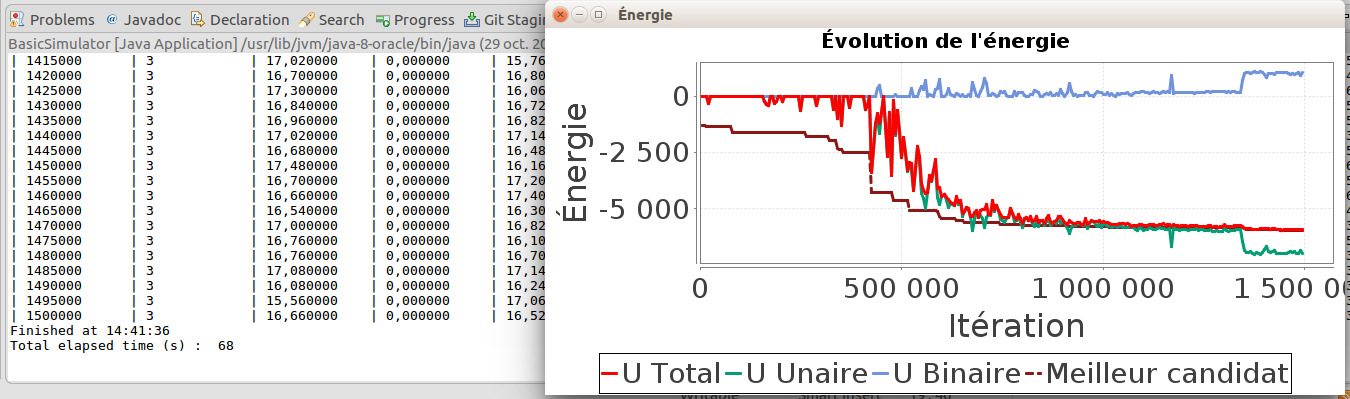 Problems @ Javadoc Declaration Search Progress Git Stagin
BasicSimulator [Java Application] /usr/lib/jvm/java-8-oracle/bin/java (29 oct. 20
| 1415000 | 3 | 17,020000 | 0,000000 | 15,76
| 1420000 | 3 | 16,700000 | 0,000000 | 16,80
| 1425000 | 3 | 17,300000 | 0,000000 | 16,06
| 1430000 | 3 | 16,840000 | 0,000000 | 16,72
| 1435000 | 3 | 16,960000 | 0,000000 | 16,82
| 1440000 | 3 | 17,020000 | 0,000000 | 17,14
| 1445000 | 3 | 16,680000 | 0,000000 | 16,48
| 1450000 | 3 | 17,480000 | 0,000000 | 16,16
| 1455000 | 3 | 16,700000 | 0,000000 | 17,20
| 1460000 | 3 | 16,660000 | 0,000000 | 17,40
| 1465000 | 3 | 16,540000 | 0,000000 | 16,30
| 1470000 | 3 | 17,000000 | 0,000000 | 16,82
| 1475000 | 3 | 16,760000 | 0,000000 | 16,10
| 1480000 | 3 | 16,760000 | 0,000000 | 16,70
| 1485000 | 3 | 17,080000 | 0,000000 | 17,14
| 1490000 | 3 | 16,080000 | 0,000000 | 16,24
| 1495000 | 3 | 15,560000 | 0,000000 | 17,06
| 1500000 | 3 | 16,660000 | 0,000000 | 16,52
Finished at 14:41:36
Total elapsed time (s) : 68
Énergie
Évolution de l'énergie
Énergie
0
-2 500
-5 000
0 500 000 1 000 000 1 500 0
Itération
U Total U Unaire U Binaire Meilleur candidat